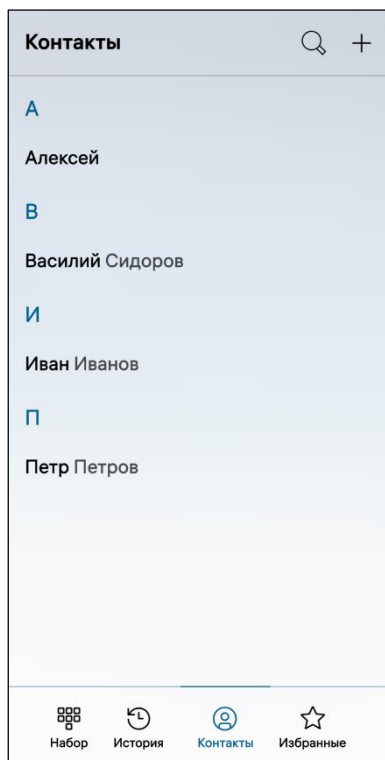 Контакты
А
Алексей
В
Василий Сидоров
И
Иван Иванов
П
Петр Петров
Набор История Контакты Избранные